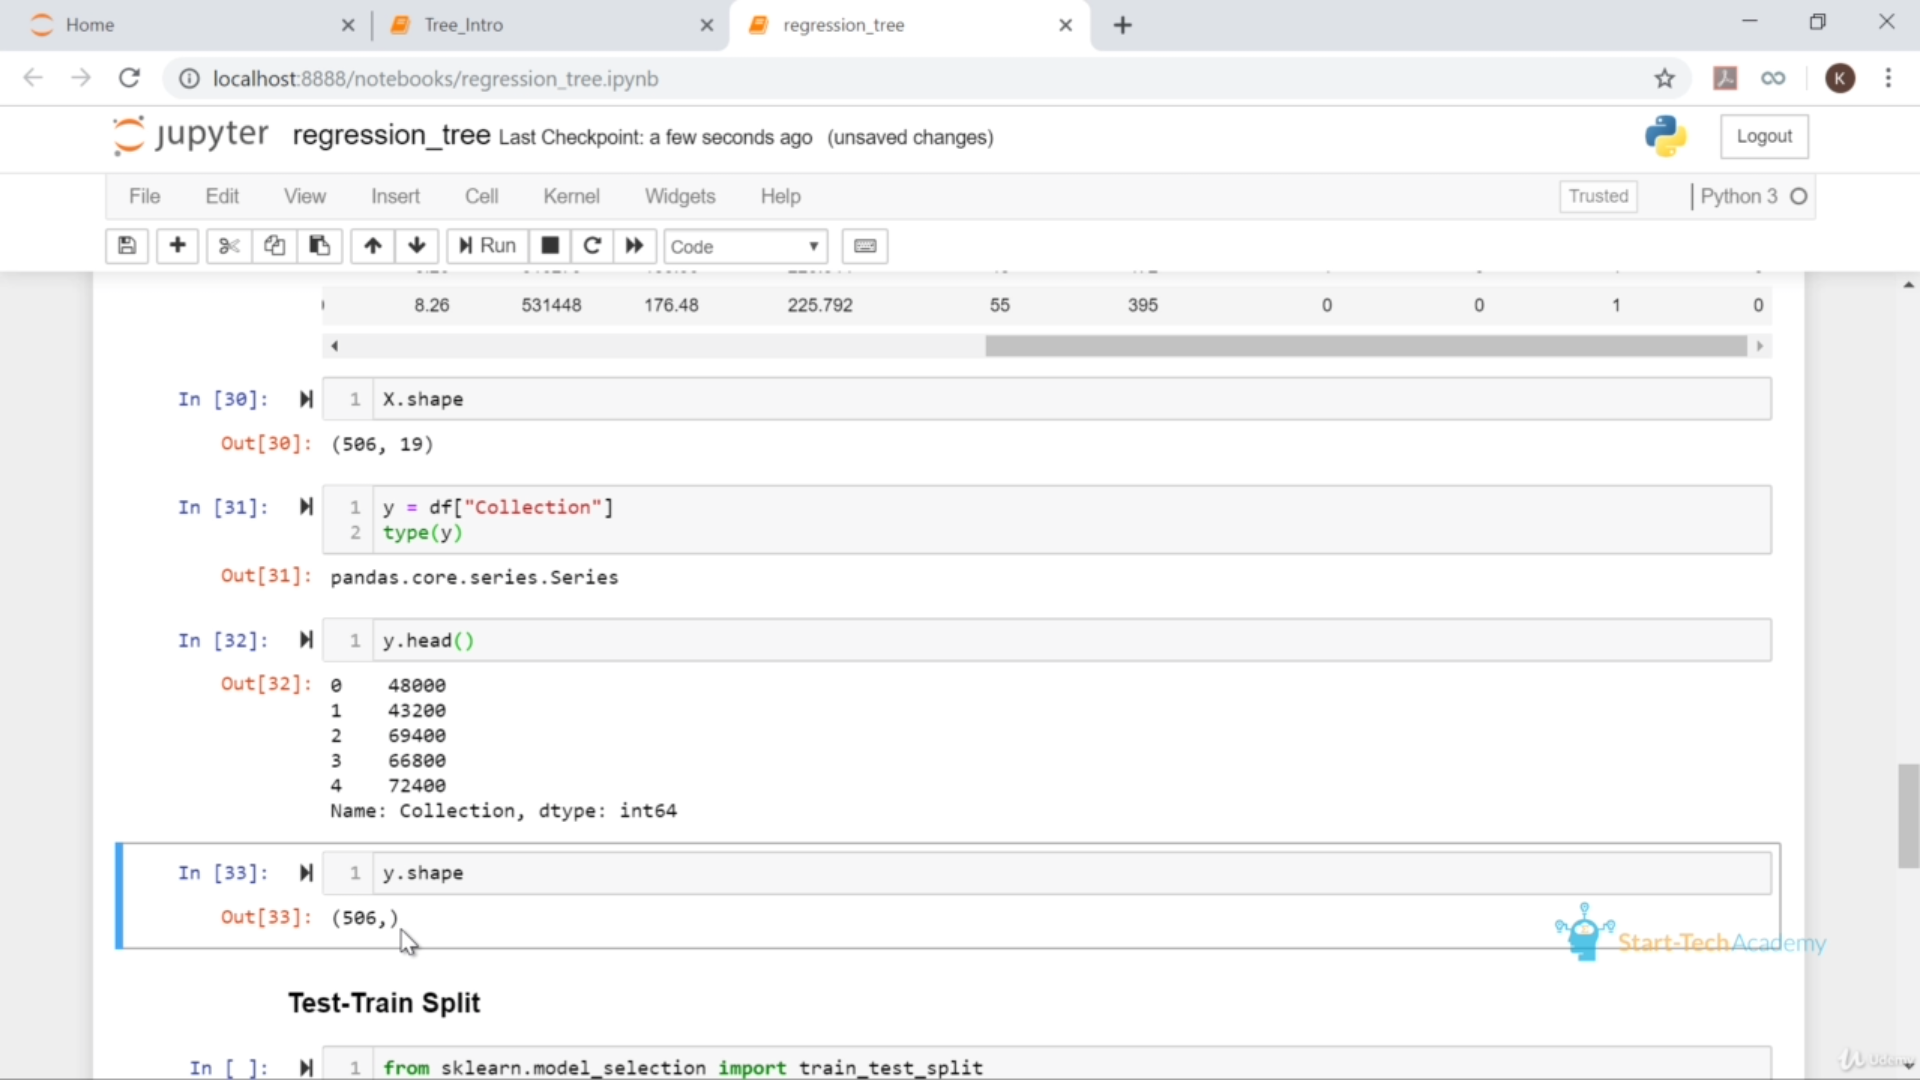 Home
Tree_Intro
regression_tree
localhost:8888/notebooks/regression_tree.ipynb
K
jupyter regression_tree Last Checkpoint: a few seconds ago (unsaved changes)
Logout
File Edit View Insert Cell Kernel Widgets Help
Trusted
Python 3
Run
Code
8.26 531448 176.48 225.792 55 395 0 0 1 0
In [30]: 1 X.shape
Out[30]: (506, 19)
In [31]: 1 y = df["Collection"]
2 type(y)
Out[31]: pandas.core.series.Series
In [32]: 1 y.head()
Out[32]: 0 48000
1 43200
2 69400
3 66800
4 72400
Name: Collection, dtype: int64
In [33]: 1 y.shape
Out[33]: (506,)
Start-TechAcademy
Test-Train Split
In [ ]: 1 from sklearn.model_selection import train_test_split
Udemy